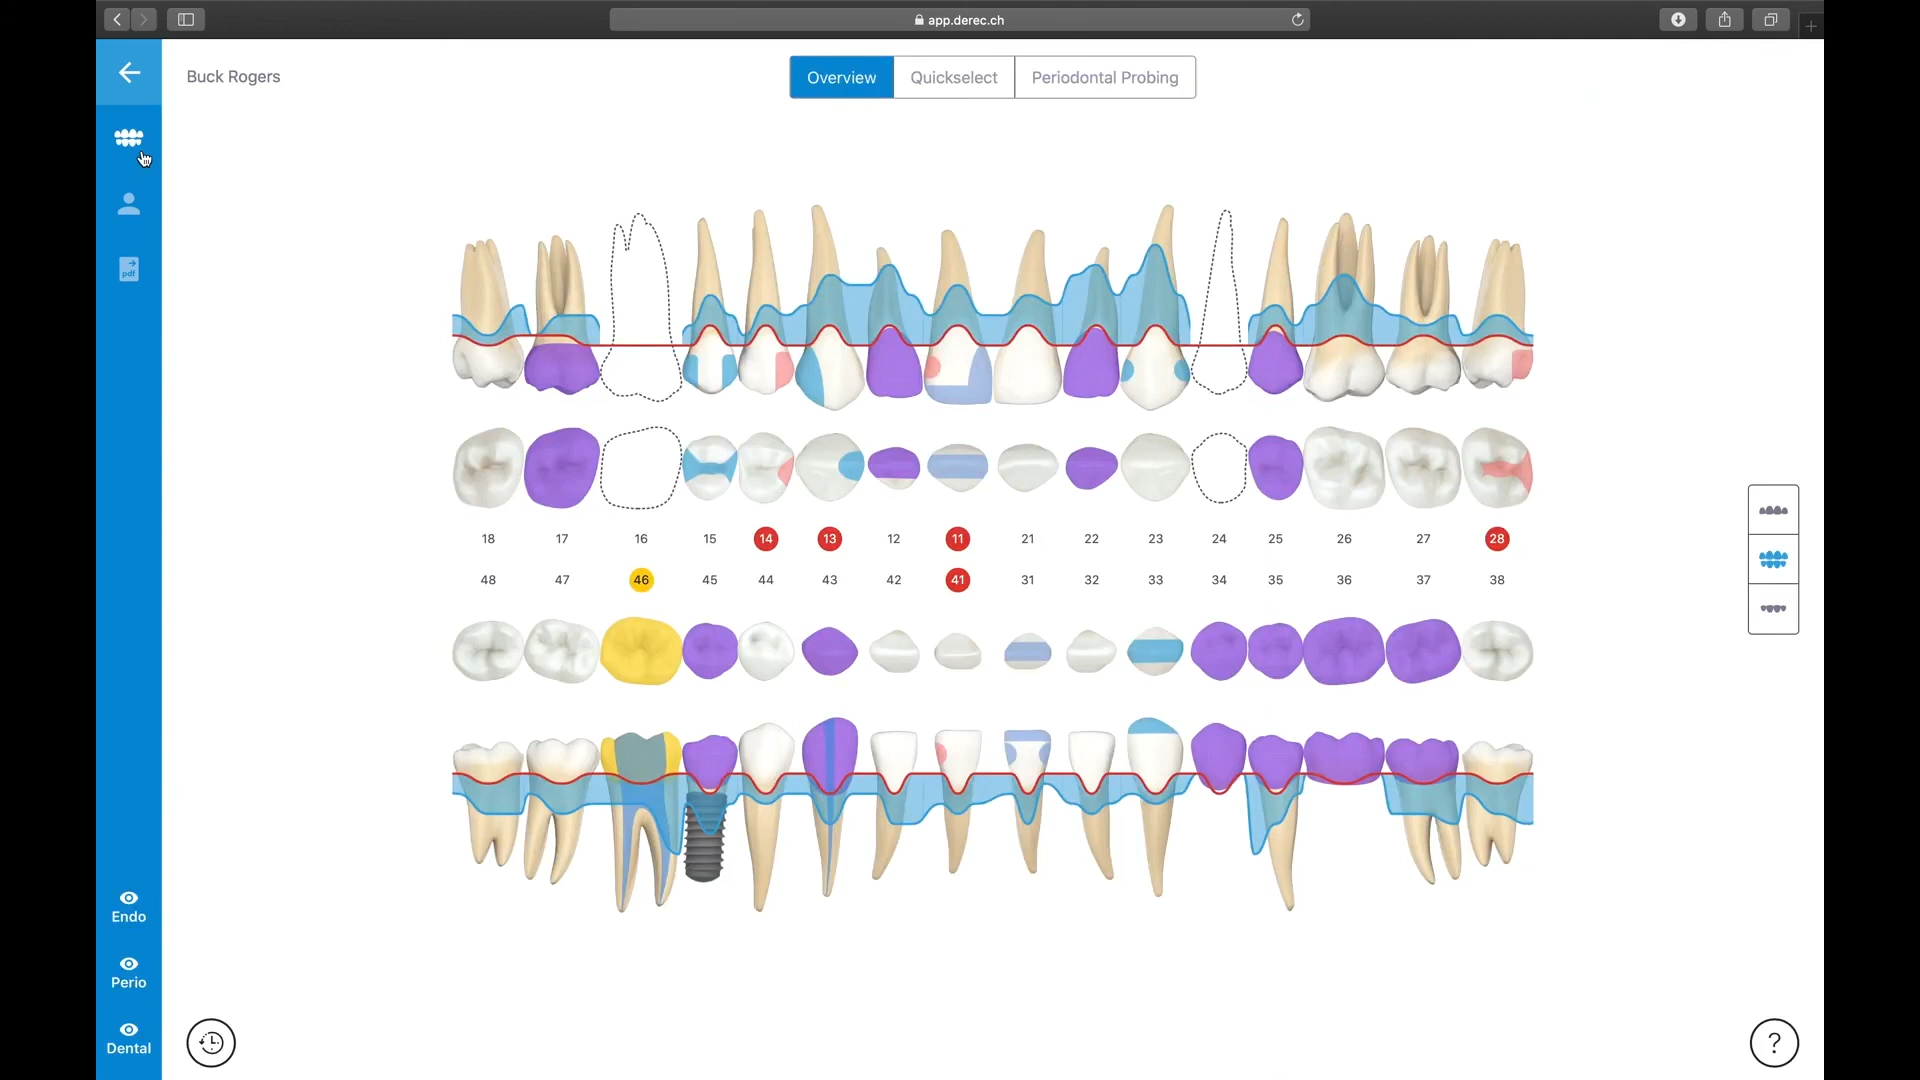 app.derec.ch
Buck Rogers
Overview Quickselect Periodontal Probing
pdf
18 17 16 15 14 13 12 11 21 22 23 24 25 26 27 28
48 47 46 45 44 43 42 41 31 32 33 34 35 36 37 38
Endo
Perio
Dental
?